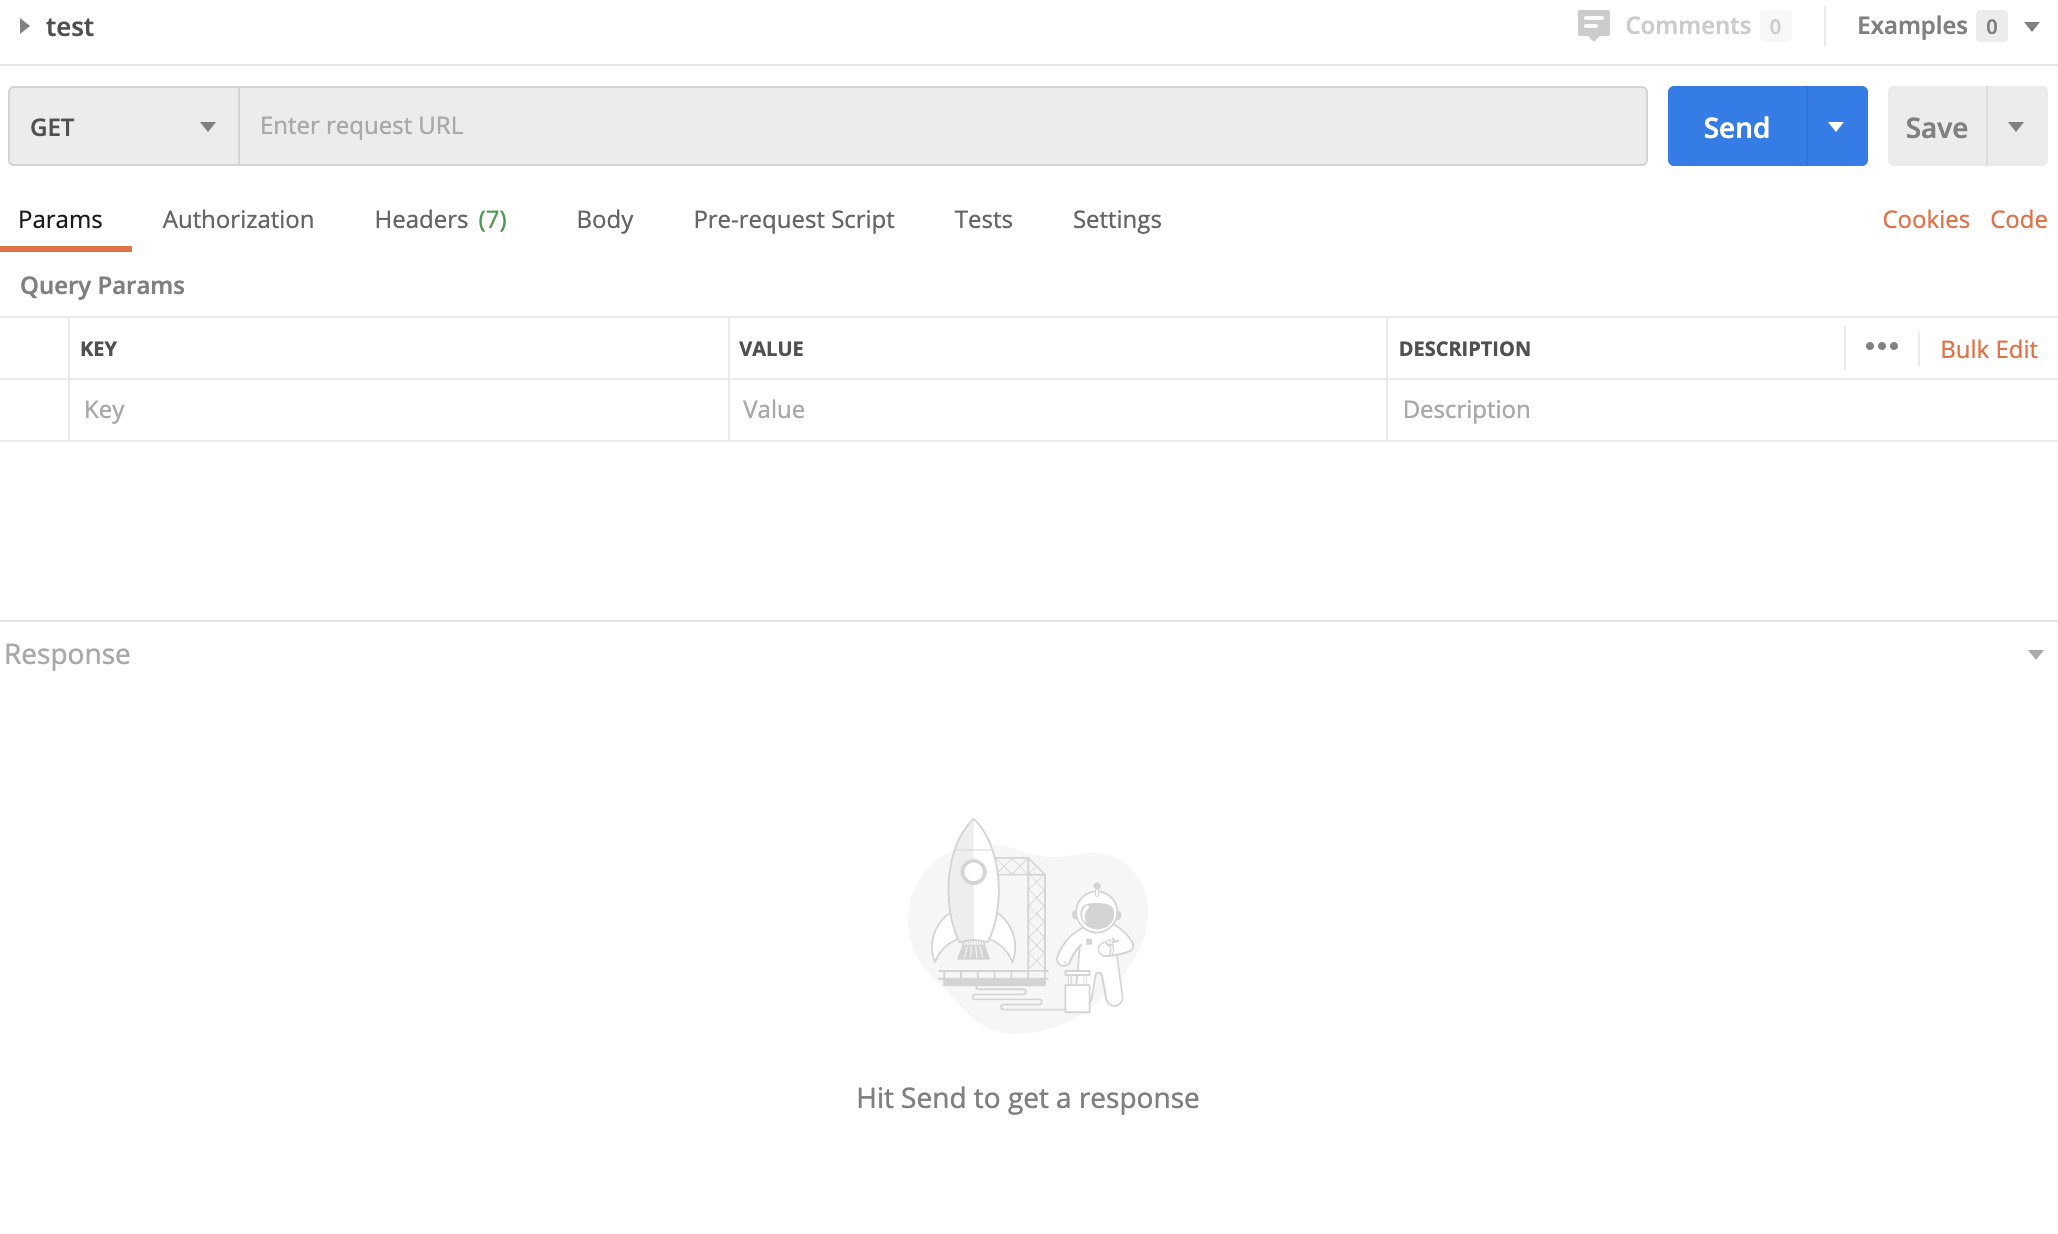 test
Comments 0
Examples 0
GET
Enter request URL
Send
Save
Params Authorization Headers (7) Body Pre-request Script Tests Settings Cookies Code
Query Params
KEY VALUE DESCRIPTION ••• Bulk Edit
Key Value Description
Response
Hit Send to get a response